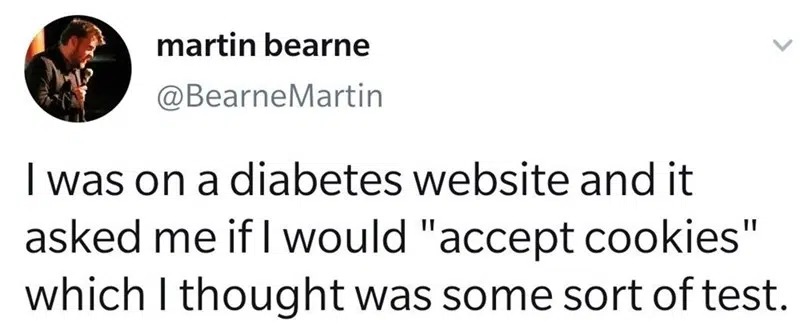 martin bearne
@BearneMartin
I was on a diabetes website and it
asked me if I would "accept cookies"
which I thought was some sort of test.